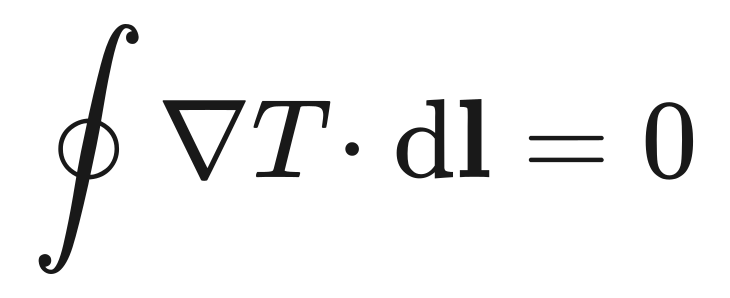 ∮ ∇T · d𝐥 = 0